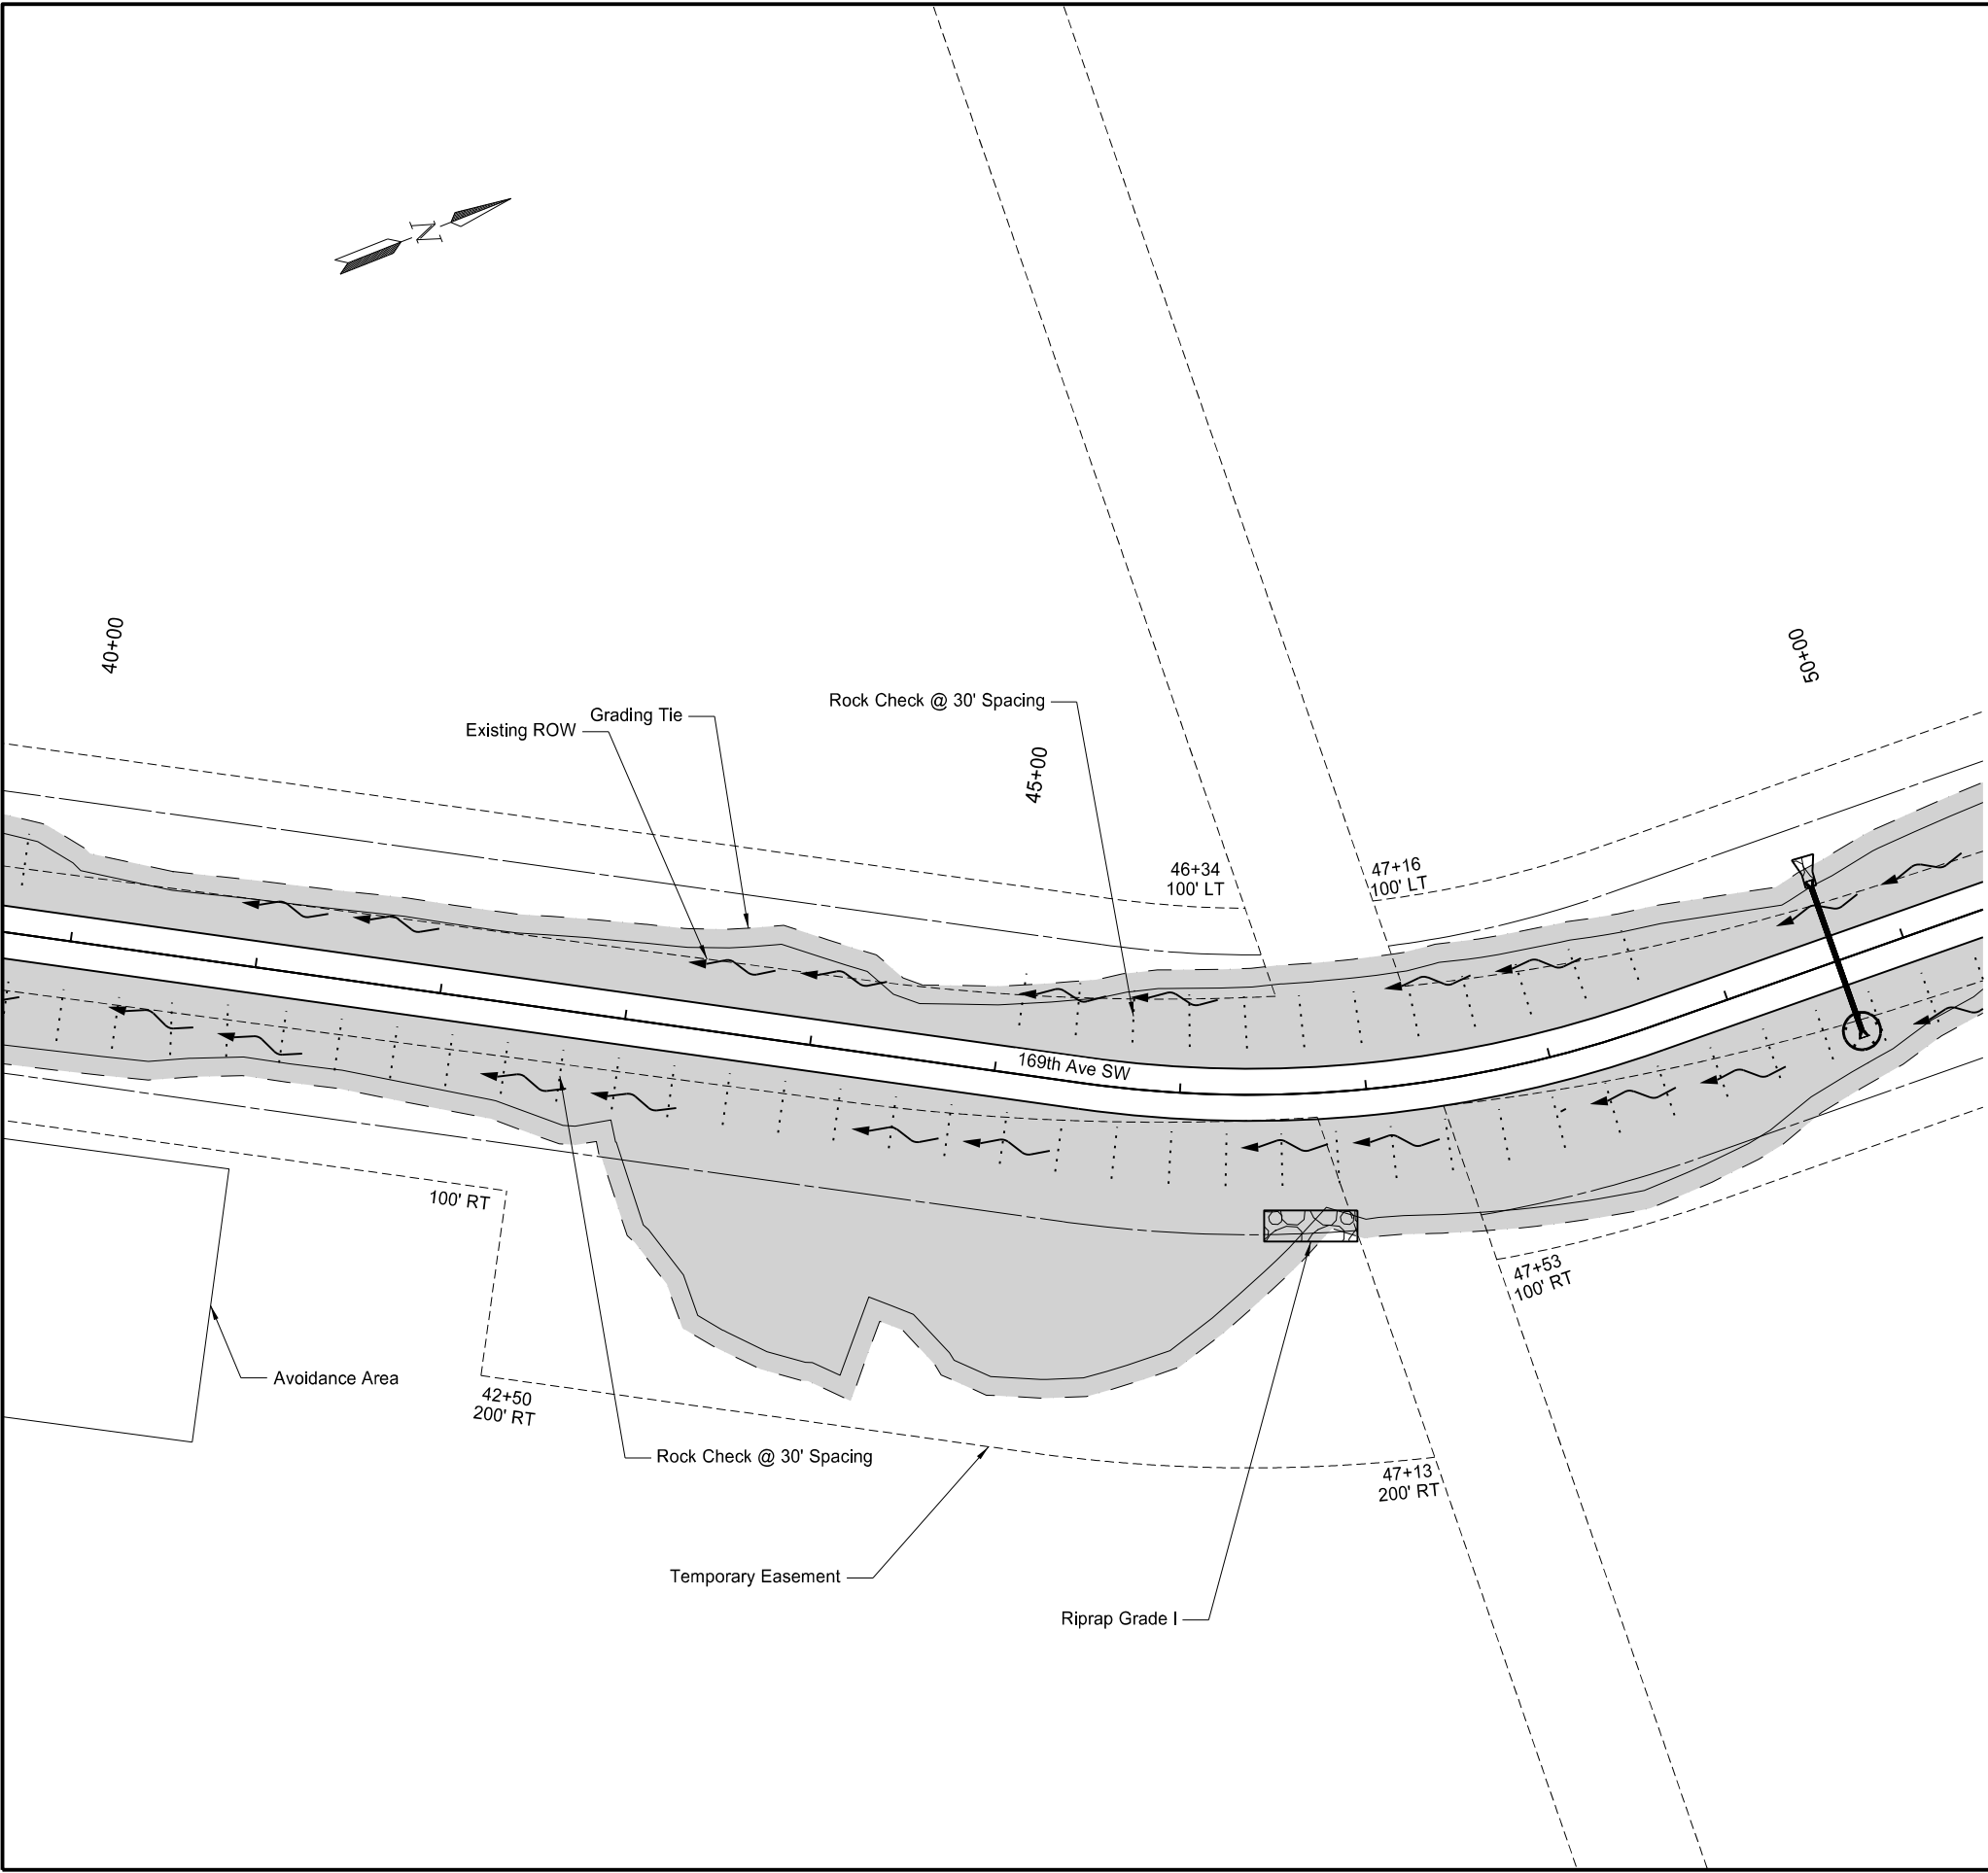 N
40+00
50+00
Rock Check @ 30' Spacing
Grading Tie
Existing ROW
45+00
46+34
100' LT
47+16
100' LT
169th Ave SW
100' RT
47+53
100' RT
Avoidance Area
42+50
200' RT
Rock Check @ 30' Spacing
47+13
200' RT
Temporary Easement
Riprap Grade I